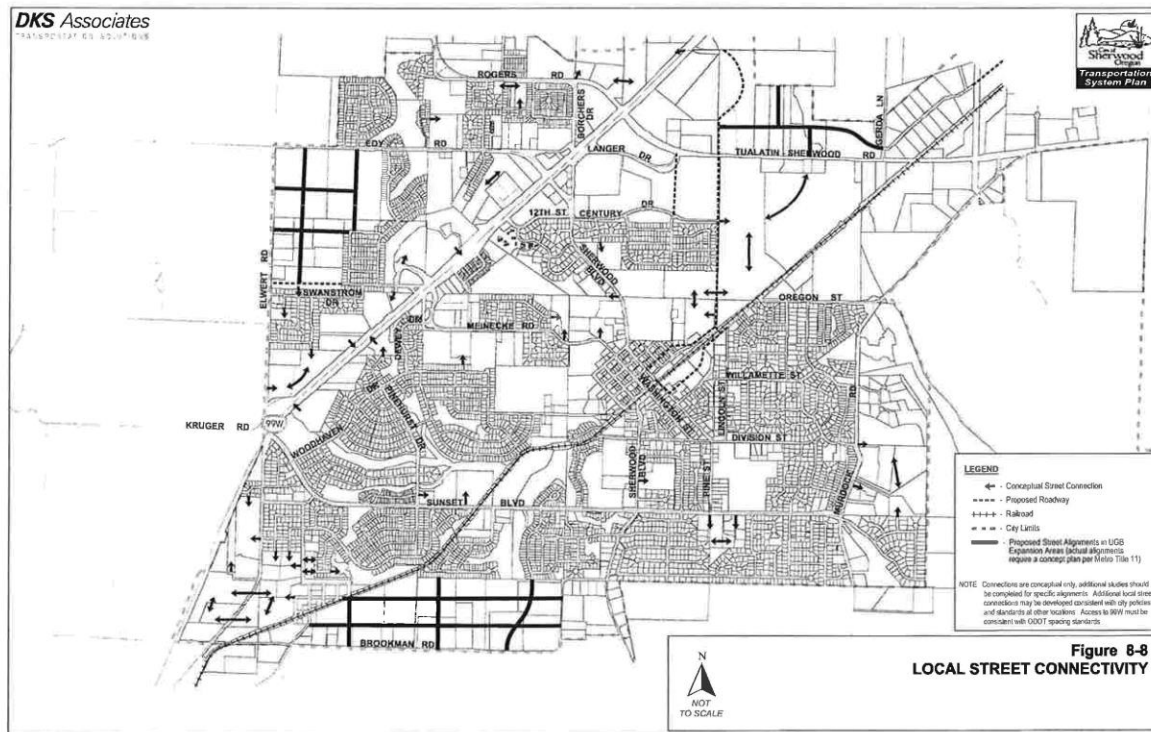 DKS Associates
TRANSPORTATION SOLUTIONS
City of
Sherwood
Oregon
Transportation
System Plan
ROGERS RD
BORCHERS DR
GERDA LN
EDY RD
LANGER DR
TUALATIN-SHERWOOD RD
12TH ST
CENTURY DR
SHERWOOD BLVD
ELWERT RD
SWANSTROM DR
OREGON ST
DEWEY DR
MEINECKE RD
WASHINGTON ST
WILLAMETTE ST
LINCOLN ST
KRUGER RD
99W
WOODHAVEN DR
PINEHURST DR
DIVISION ST
SHERWOOD BLVD
PINE ST
MURDOCK RD
SUNSET BLVD
BROOKMAN RD
LEGEND
- Conceptual Street Connection
- Proposed Roadway
- Railroad
- City Limits
- Proposed Street Alignments in UGB
Expansion Areas (actual alignments
require a concept plan per Metro Title 11)
NOTE Connections are conceptual only, additional studies should
be completed for specific alignments Additional local street
connections may be developed consistent with city policies
and standards at other locations Access to 99W must be
consistent with ODOT spacing standards
N
NOT
TO SCALE
Figure 8-8
LOCAL STREET CONNECTIVITY